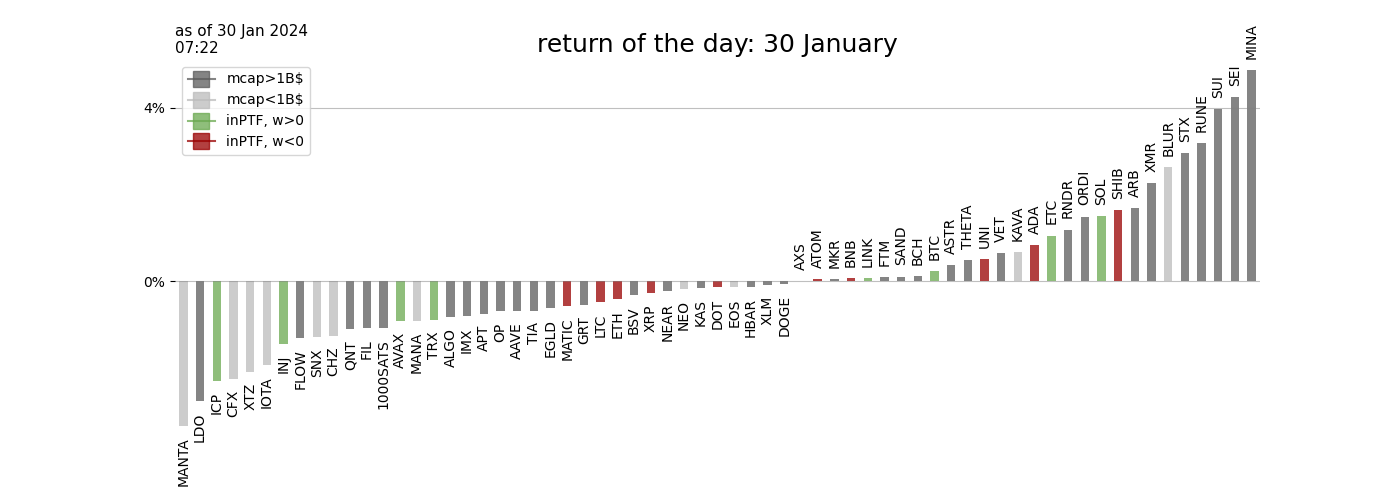 as of 30 Jan 2024
07:22
return of the day: 30 January
mcap>1B$
mcap<1B$
inPTF, w>0
inPTF, w<0
4%
0%
MANTA
LDO
ICP
CFX
XTZ
IOTA
INJ
FLOW
SNX
CHZ
QNT
FIL
1000SATS
AVAX
MANA
TRX
ALGO
IMX
APT
OP
AAVE
TIA
EGLD
MATIC
GRT
LTC
ETH
BSV
XRP
NEAR
NEO
KAS
DOT
EOS
HBAR
XLM
DOGE
AXS
ATOM
MKR
BNB
LINK
FTM
SAND
BCH
BTC
ASTR
THETA
UNI
VET
KAVA
ADA
ETC
RNDR
ORDI
SOL
SHIB
ARB
XMR
BLUR
STX
RUNE
SUI
SEI
MINA